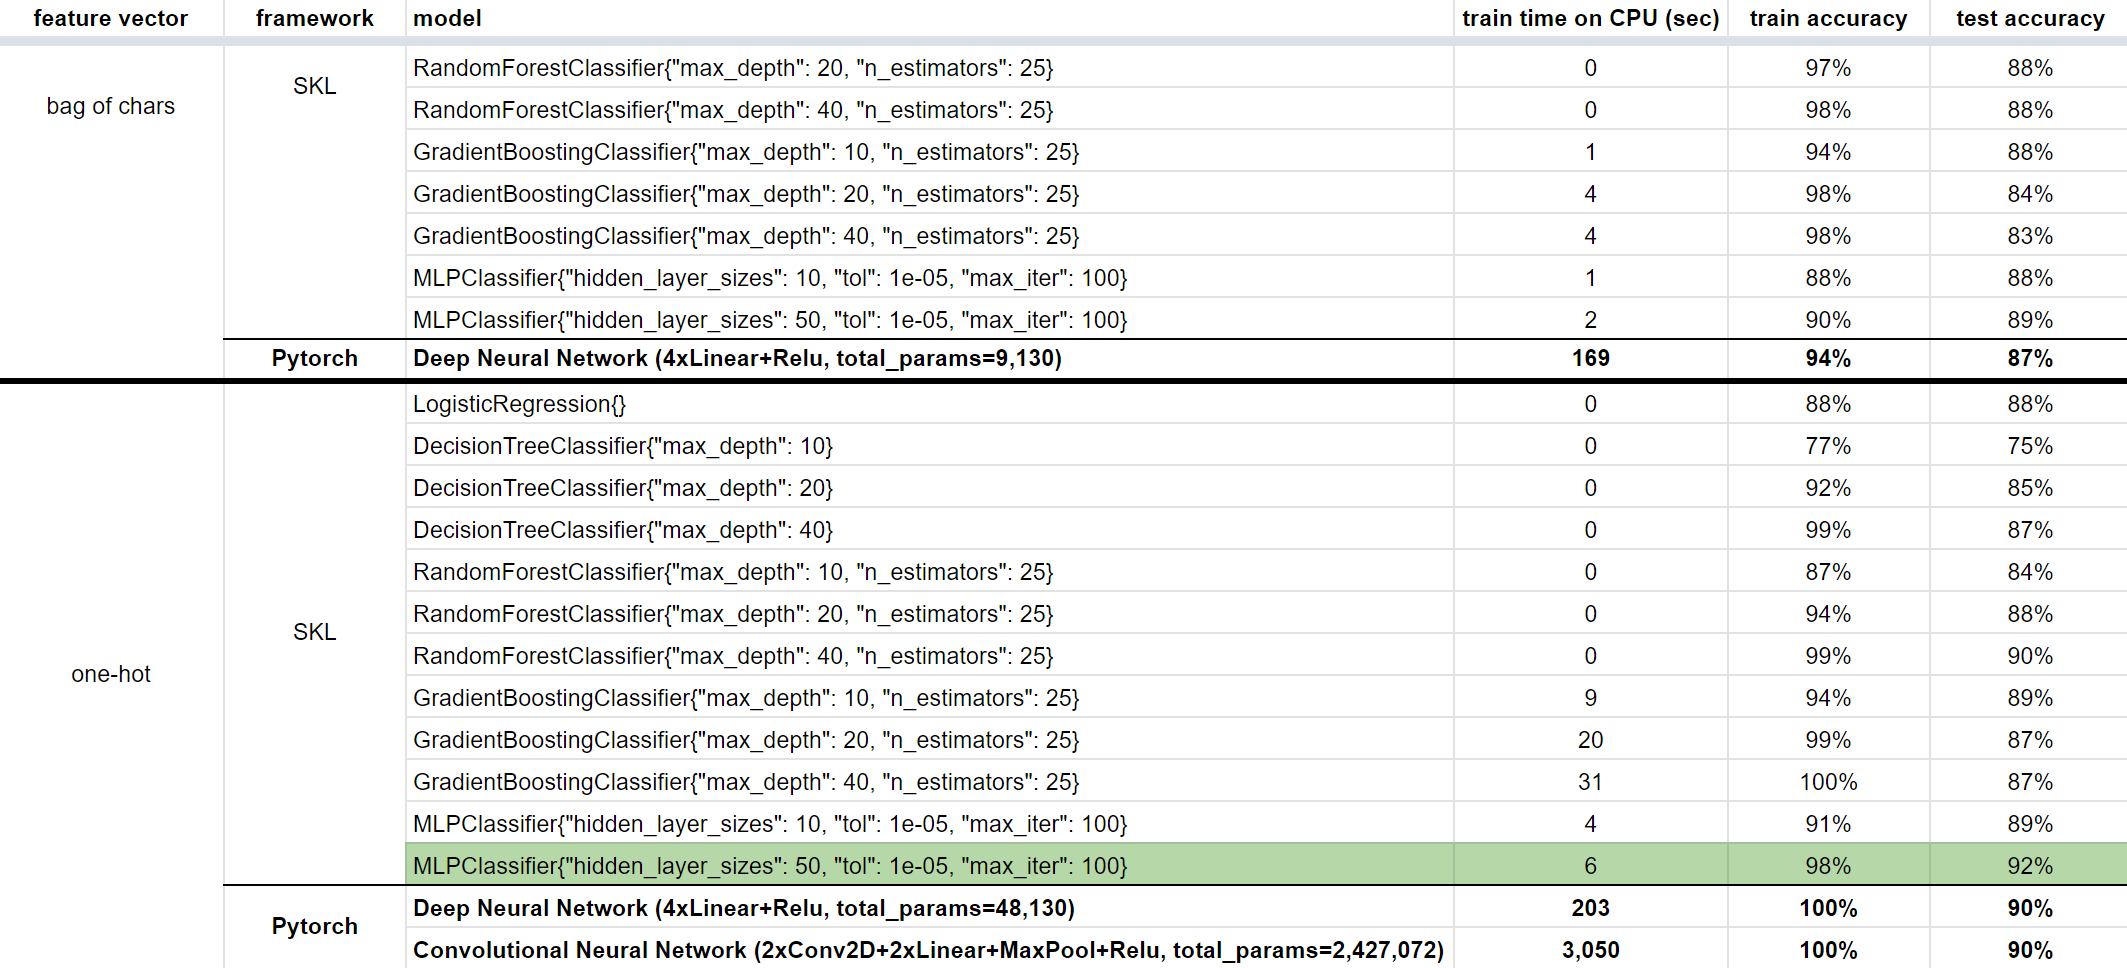 feature vector framework model train time on CPU (sec) train accuracy test accuracy
bag of chars
SKL
RandomForestClassifier{"max_depth": 20, "n_estimators": 25} 0 97% 88%
RandomForestClassifier{"max_depth": 40, "n_estimators": 25} 0 98% 88%
GradientBoostingClassifier{"max_depth": 10, "n_estimators": 25} 1 94% 88%
GradientBoostingClassifier{"max_depth": 20, "n_estimators": 25} 4 98% 84%
GradientBoostingClassifier{"max_depth": 40, "n_estimators": 25} 4 98% 83%
MLPClassifier{"hidden_layer_sizes": 10, "tol": 1e-05, "max_iter": 100} 1 88% 88%
MLPClassifier{"hidden_layer_sizes": 50, "tol": 1e-05, "max_iter": 100} 2 90% 89%
Pytorch Deep Neural Network (4xLinear+Relu, total_params=9,130) 169 94% 87%
one-hot
SKL
LogisticRegression{} 0 88% 88%
DecisionTreeClassifier{"max_depth": 10} 0 77% 75%
DecisionTreeClassifier{"max_depth": 20} 0 92% 85%
DecisionTreeClassifier{"max_depth": 40} 0 99% 87%
RandomForestClassifier{"max_depth": 10, "n_estimators": 25} 0 87% 84%
RandomForestClassifier{"max_depth": 20, "n_estimators": 25} 0 94% 88%
RandomForestClassifier{"max_depth": 40, "n_estimators": 25} 0 99% 90%
GradientBoostingClassifier{"max_depth": 10, "n_estimators": 25} 9 94% 89%
GradientBoostingClassifier{"max_depth": 20, "n_estimators": 25} 20 99% 87%
GradientBoostingClassifier{"max_depth": 40, "n_estimators": 25} 31 100% 87%
MLPClassifier{"hidden_layer_sizes": 10, "tol": 1e-05, "max_iter": 100} 4 91% 89%
MLPClassifier{"hidden_layer_sizes": 50, "tol": 1e-05, "max_iter": 100} 6 98% 92%
Pytorch
Deep Neural Network (4xLinear+Relu, total_params=48,130) 203 100% 90%
Convolutional Neural Network (2xConv2D+2xLinear+MaxPool+Relu, total_params=2,427,072) 3,050 100% 90%